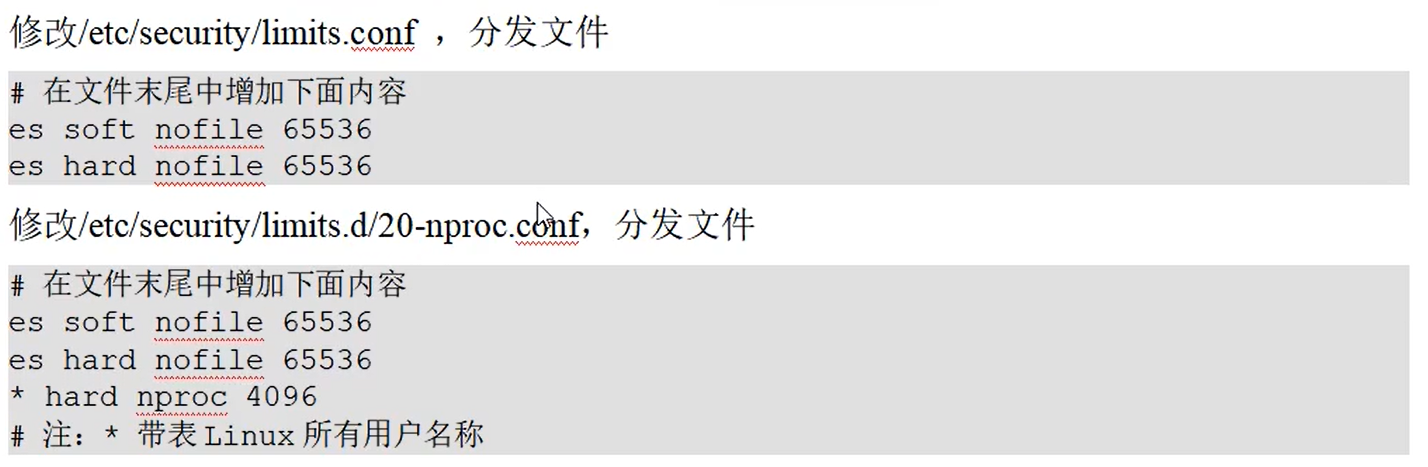 修改/etc/security/limits.conf ，分发文件
# 在文件末尾中增加下面内容
es soft nofile 65536
es hard nofile 65536
修改/etc/security/limits.d/20-nproc.conf，分发文件
# 在文件末尾中增加下面内容
es soft nofile 65536
es hard nofile 65536
* hard nproc 4096
# 注：* 带表 Linux 所有用户名称